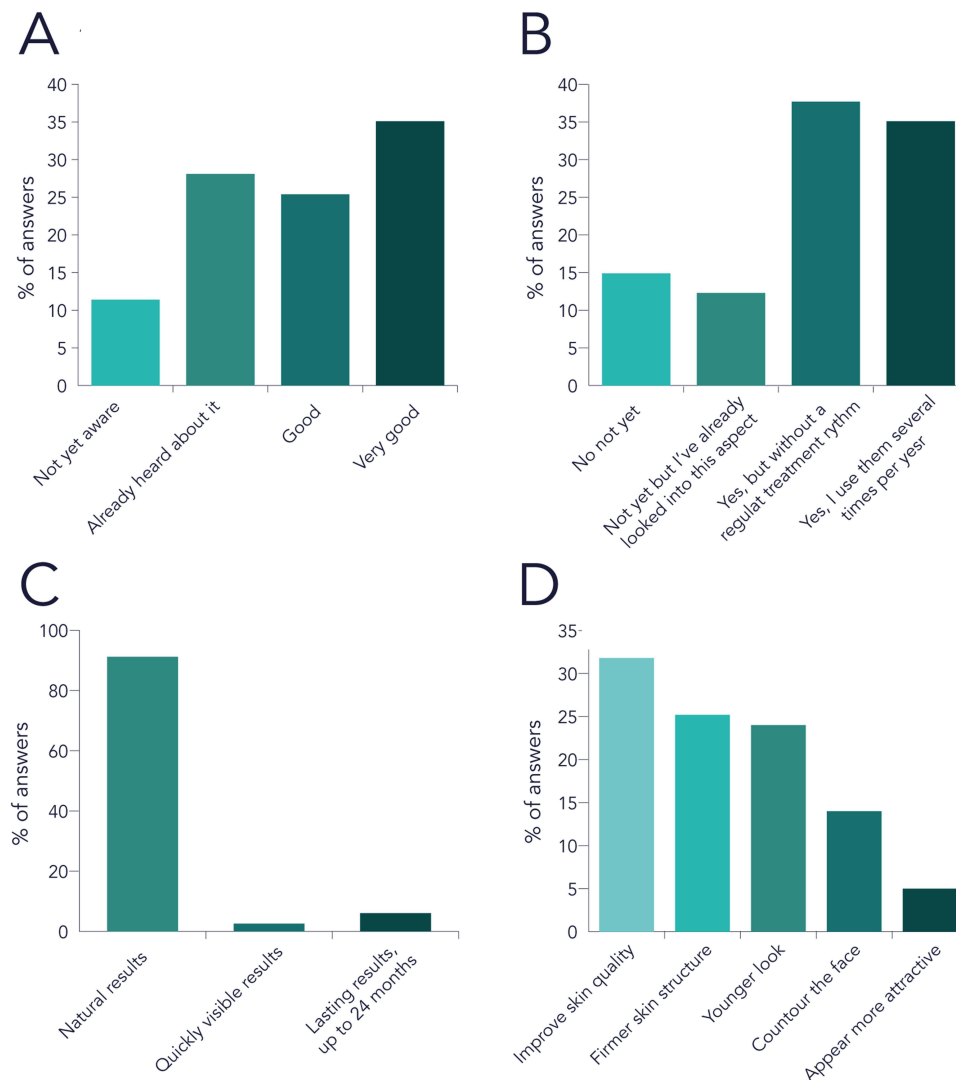 A
% of answers
40
35
30
25
20
15
10
5
0
Not yet aware
Already heard about it
Good
Very good
B
% of answers
40
35
30
25
20
15
10
5
0
No not yet
Not yet but I've already
looked into this aspect
Yes, but without a
regulat treatment rythm
Yes, I use them several
times per yesr
C
% of answers
100
80
60
40
20
0
Natural results
Quickly visible results
Lasting results,
up to 24 months
D
% of answers
35
30
25
20
15
10
5
0
Improve skin quality
Firmer skin structure
Younger look
Countour the face
Appear more attractive